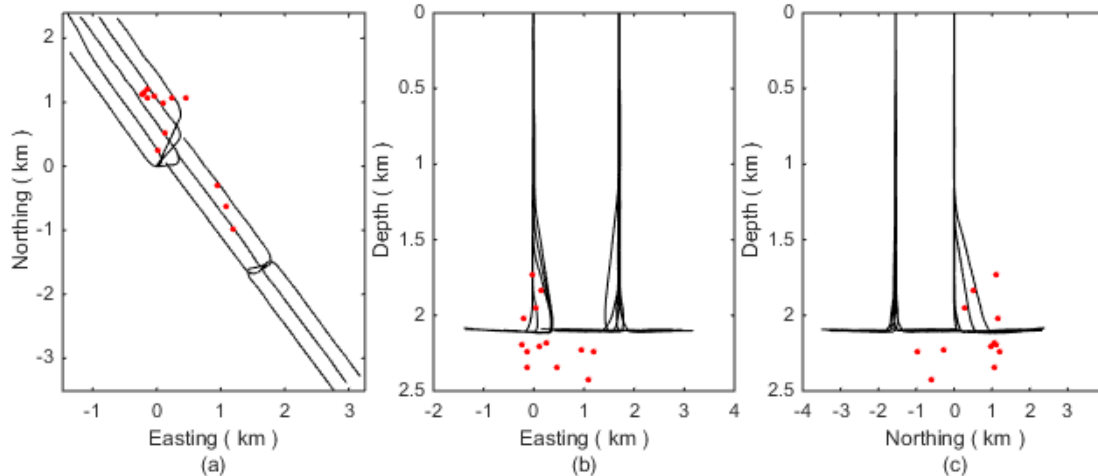 2
1
0
-1
-2
-3
Northing ( km )
-1 0 1 2 3
Easting ( km )
(a)
0
0.5
1
1.5
2
2.5
Depth ( km )
-2 -1 0 1 2 3 4
Easting ( km )
(b)
0
0.5
1
1.5
2
2.5
Depth ( km )
-4 -3 -2 -1 0 1 2 3
Northing ( km )
(c)